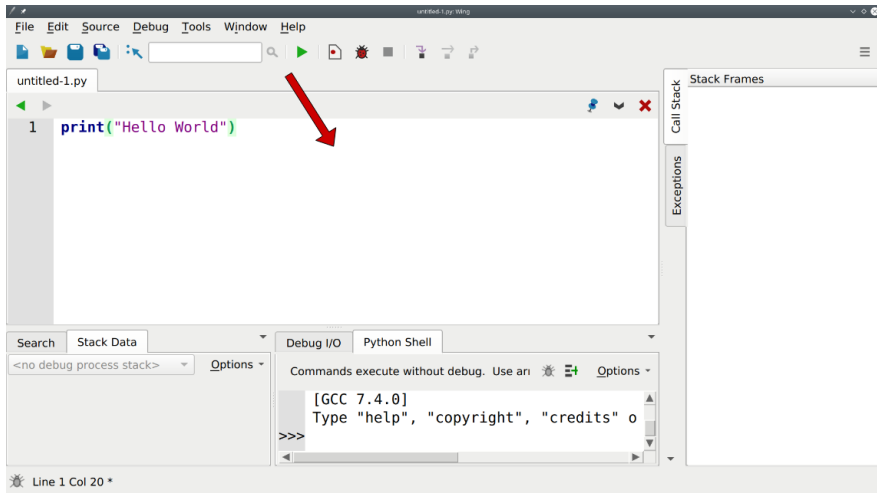 untitled-1.py: Wing
File Edit Source Debug Tools Window Help
untitled-1.py
Stack Frames
Call Stack
1 print("Hello World")
Exceptions
Search Stack Data
Debug I/O Python Shell
<no debug process stack> Options
Commands execute without debug. Use ar Options
[GCC 7.4.0]
Type "help", "copyright", "credits" o
>>>
Line 1 Col 20 *